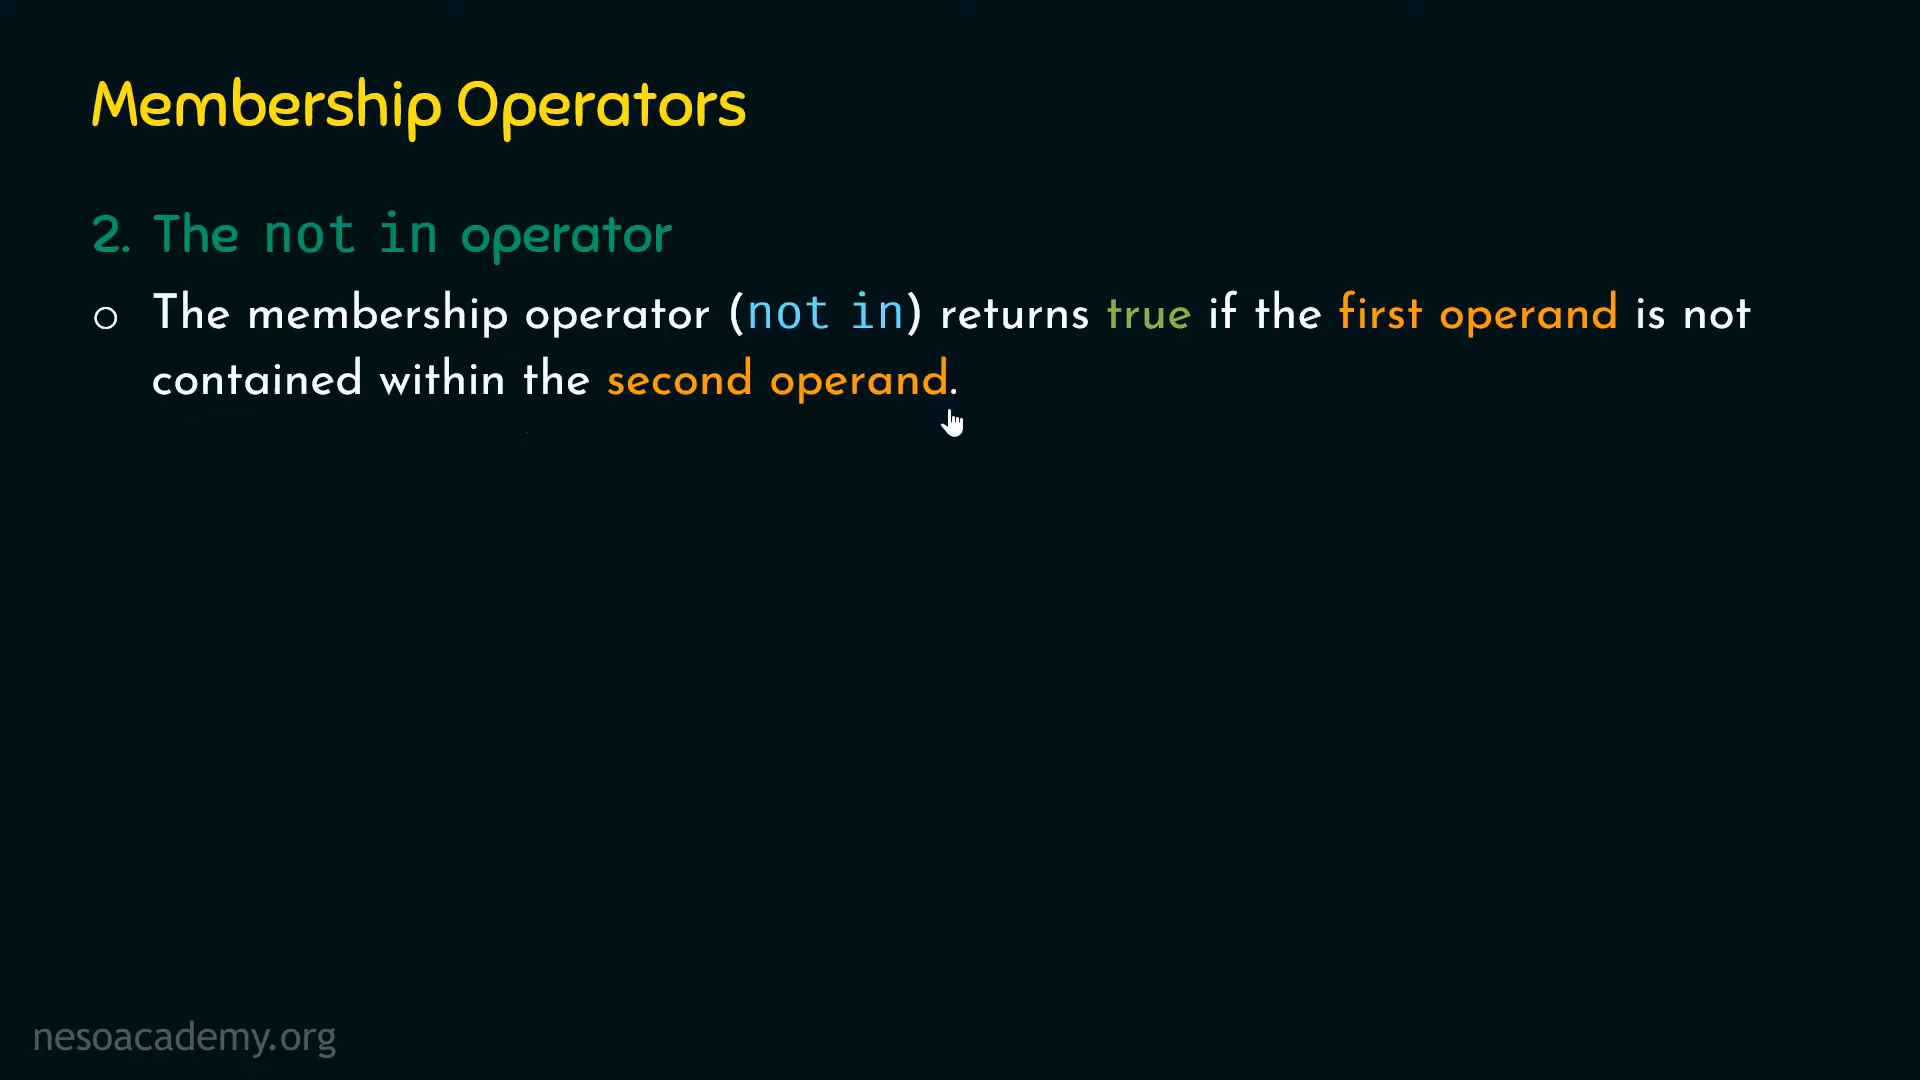 Membership Operators
2. The not in operator
○ The membership operator (not in) returns true if the first operand is not
contained within the second operand.
nesoacademy.org